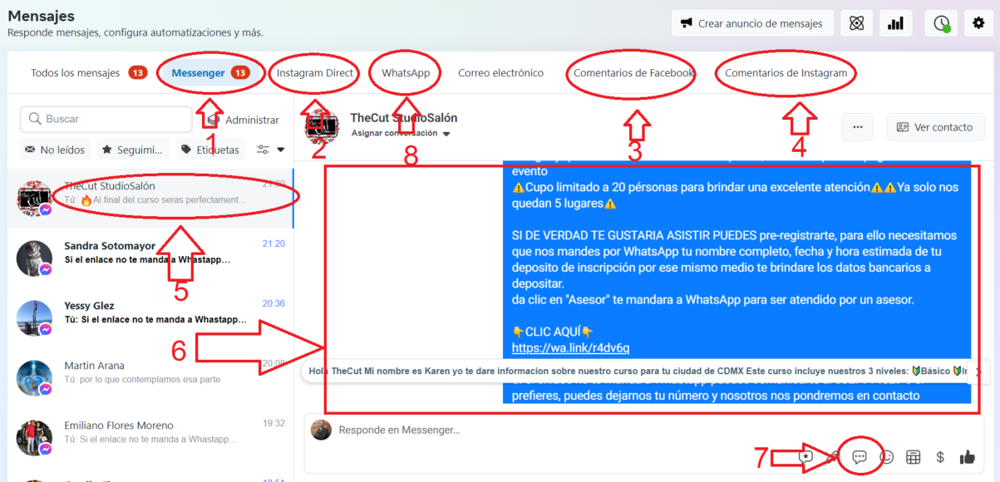 Mensajes
Responde mensajes, configura automatizaciones y más.
Crear anuncio de mensajes
Todos los mensajes 13
Messenger 13
Instagram Direct
WhatsApp
Correo electrónico
Comentarios de Facebook
Comentarios de Instagram
Buscar
Administrar
1
2
8
3
4
No leídos
Seguimi...
Etiquetas
TheCut StudioSalón
Asignar conversación
...
Ver contacto
TheCut StudioSalón
21:20
Tú: 🔥Al final del curso seras perfectament...
5
Sandra Sotomayor
21:20
Si el enlace no te manda a Whastapp...
Yessy Glez
20:36
Tú: Si el enlace no te manda a Whastapp...
6
Martin Arana
20:08
Tú: por lo que contemplamos esa parte
Emiliano Flores Moreno
19:32
Tú: Si el enlace no te manda a Whastapp...
evento
⚠️Cupo limitado a 20 pérsonas para brindar una excelente atención⚠️⚠️Ya solo nos
quedan 5 lugares⚠️
SI DE VERDAD TE GUSTARIA ASISTIR PUEDES pre-registrarte, para ello necesitamos
que nos mandes por WhatsApp tu nombre completo, fecha y hora estimada de tu
deposito de inscripción por ese mismo medio te brindare los datos bancarios a
depositar.
da clic en "Asesor" te mandara a WhatsApp para ser atendido por un asesor.
👇CLIC AQUÍ👇
https://wa.link/r4dv6q
Hola TheCut Mi nombre es Karen yo te dare informacion sobre nuestro curso para tu ciudad de CDMX Este curso incluye nuestros 3 niveles: 🔰Básico 🔰
prefieres, puedes dejarnos tu número y nosotros nos pondremos en contacto
Responde en Messenger...
7
$